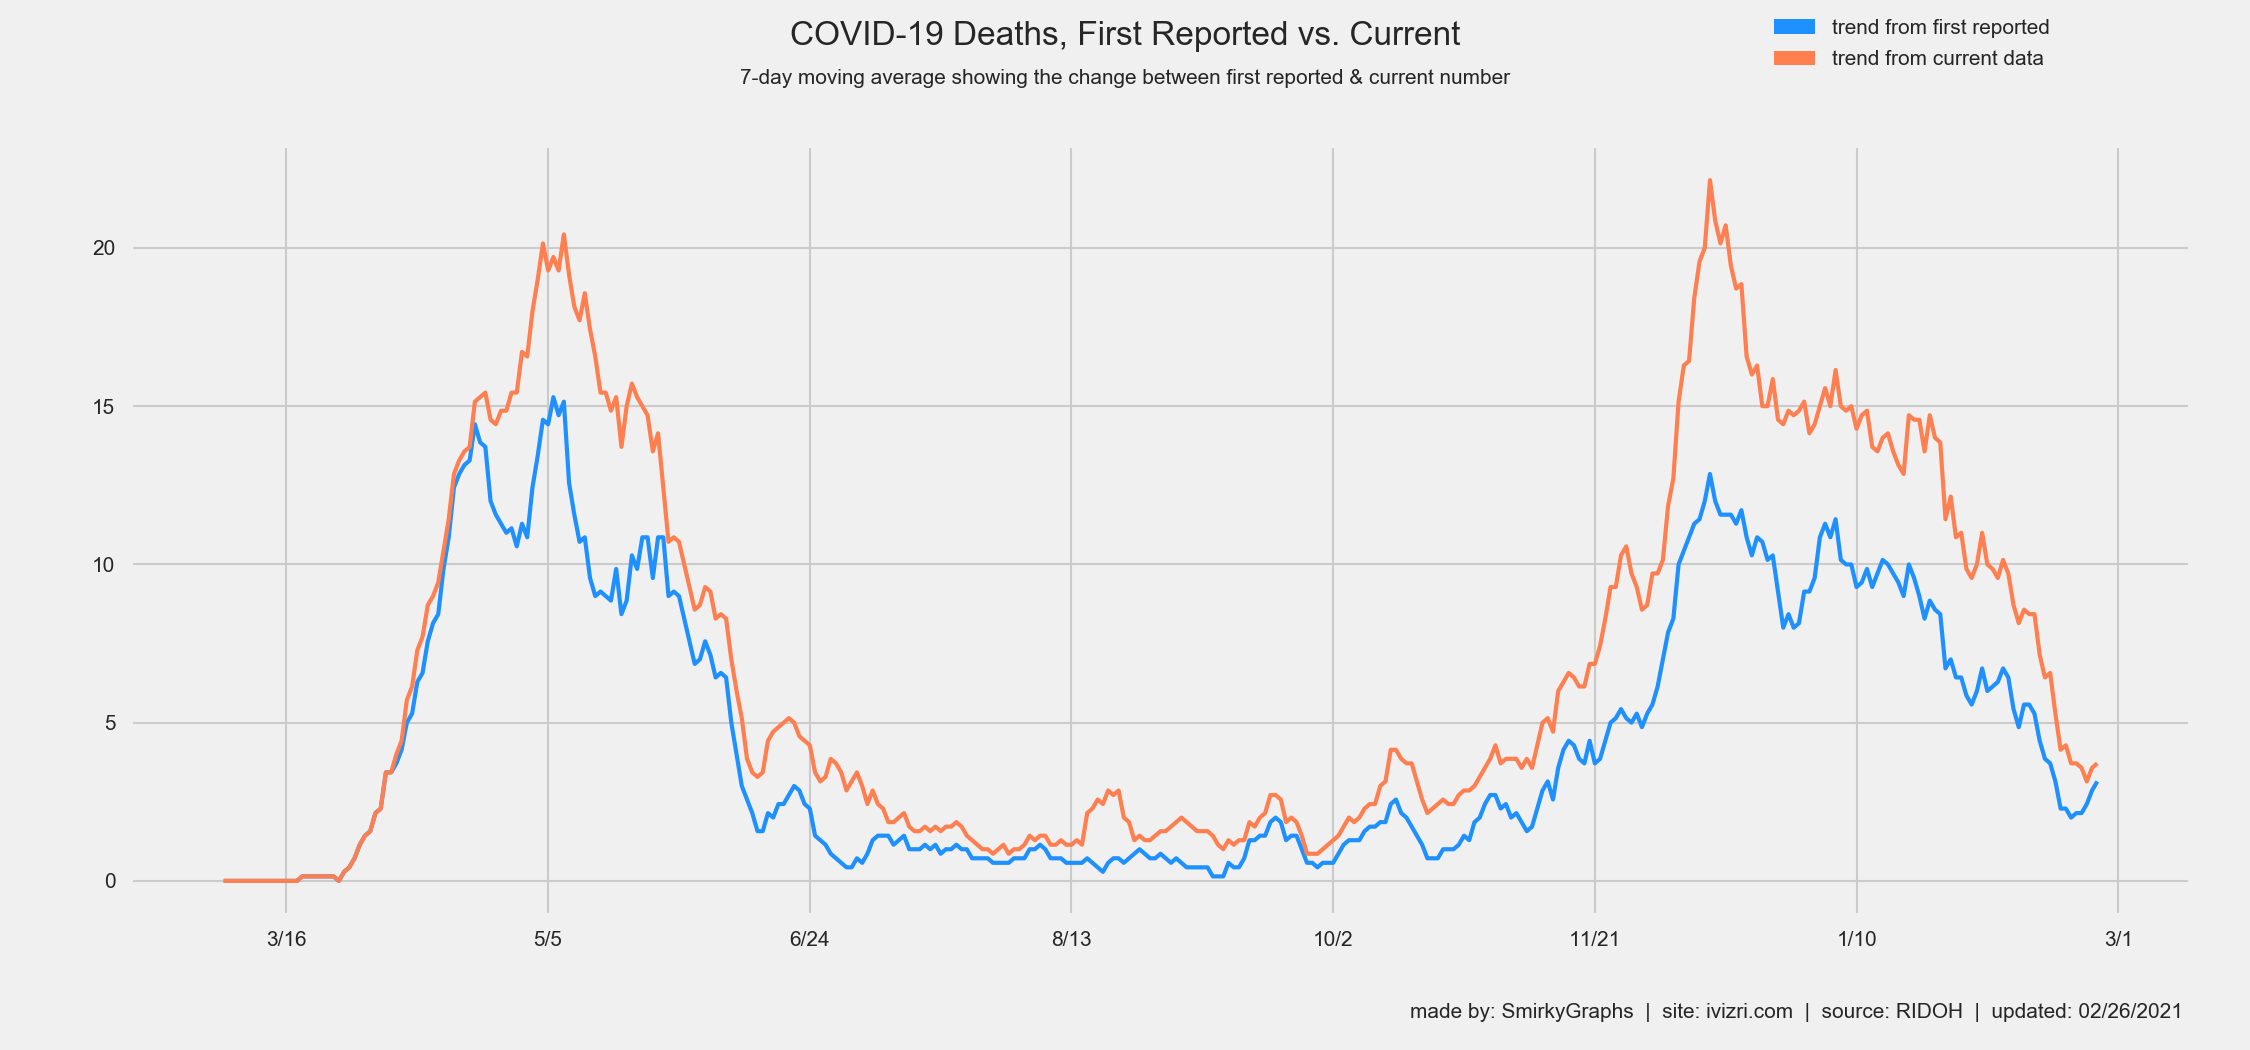 COVID-19 Deaths, First Reported vs. Current
7-day moving average showing the change between first reported & current number
trend from first reported
trend from current data
20
15
10
5
0
3/16 5/5 6/24 8/13 10/2 11/21 1/10 3/1
made by: SmirkyGraphs | site: ivizri.com | source: RIDOH | updated: 02/26/2021